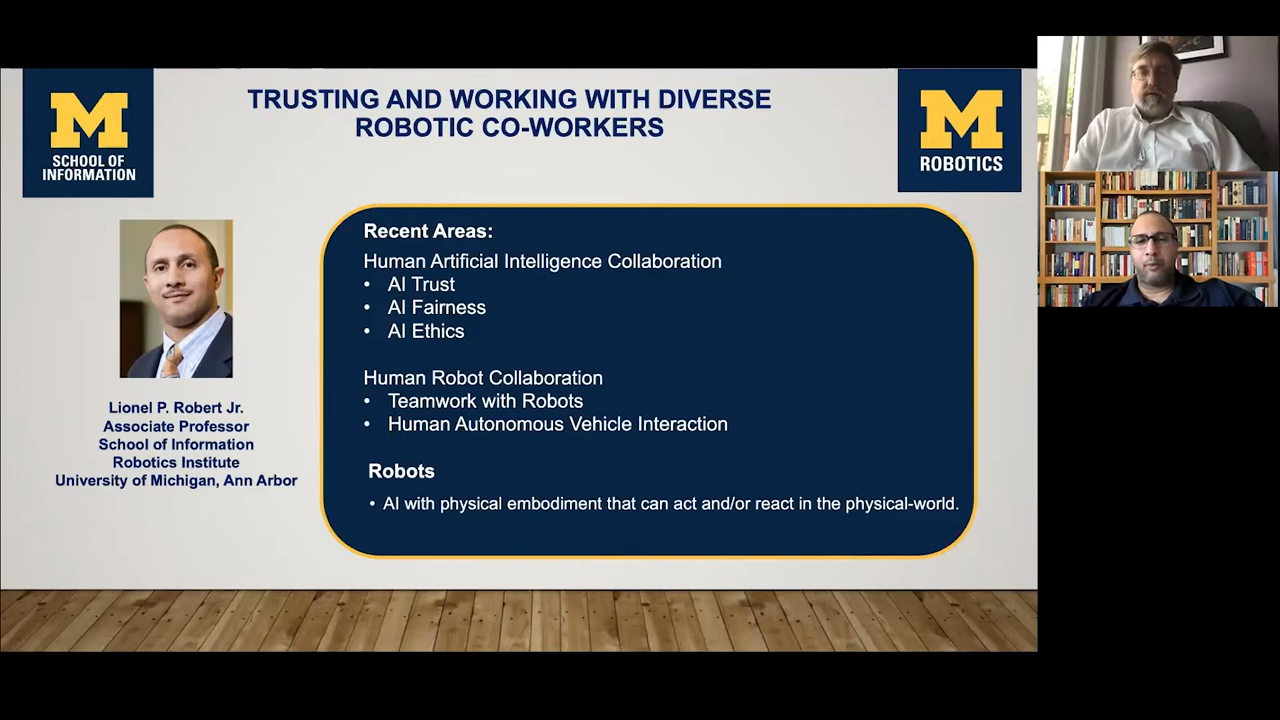 M
SCHOOL OF
INFORMATION
TRUSTING AND WORKING WITH DIVERSE
ROBOTIC CO-WORKERS
M
ROBOTICS
Lionel P. Robert Jr.
Associate Professor
School of Information
Robotics Institute
University of Michigan, Ann Arbor
Recent Areas:
Human Artificial Intelligence Collaboration
• AI Trust
• AI Fairness
• AI Ethics
Human Robot Collaboration
• Teamwork with Robots
• Human Autonomous Vehicle Interaction
Robots
• AI with physical embodiment that can act and/or react in the physical-world.